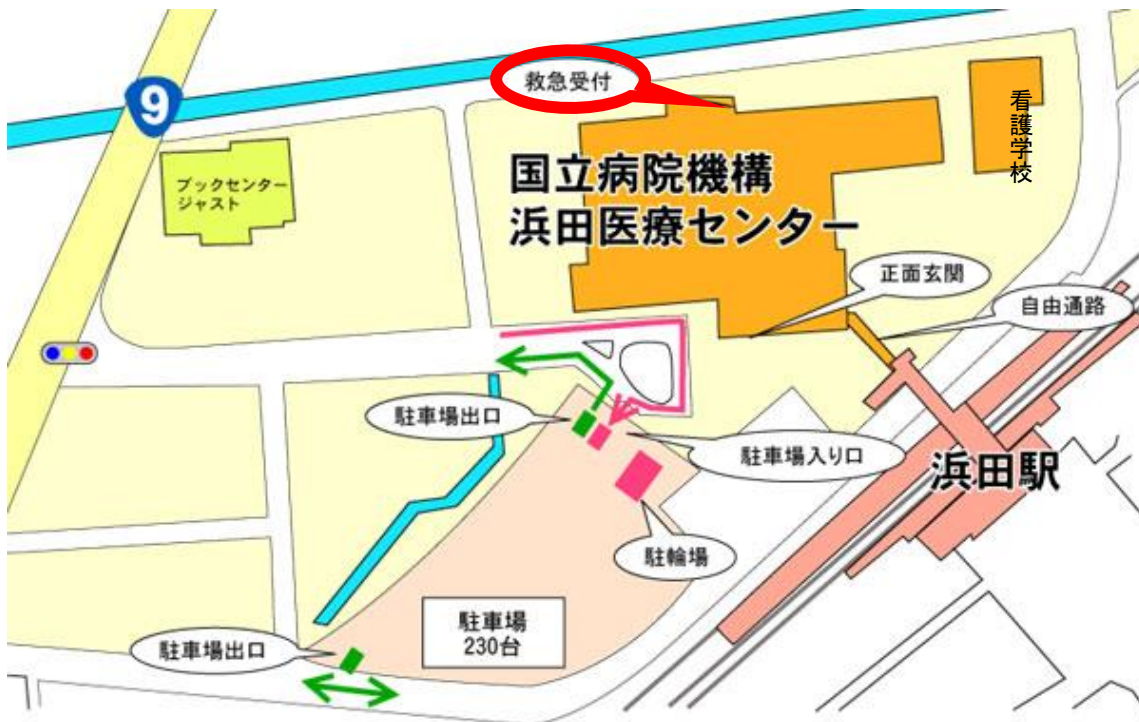 救急受付
9
看護学校
国立病院機構
浜田医療センター
ブックセンター
ジャスト
正面玄関
自由通路
駐車場出口
駐車場入り口
浜田駅
駐輪場
駐車場
230台
駐車場出口